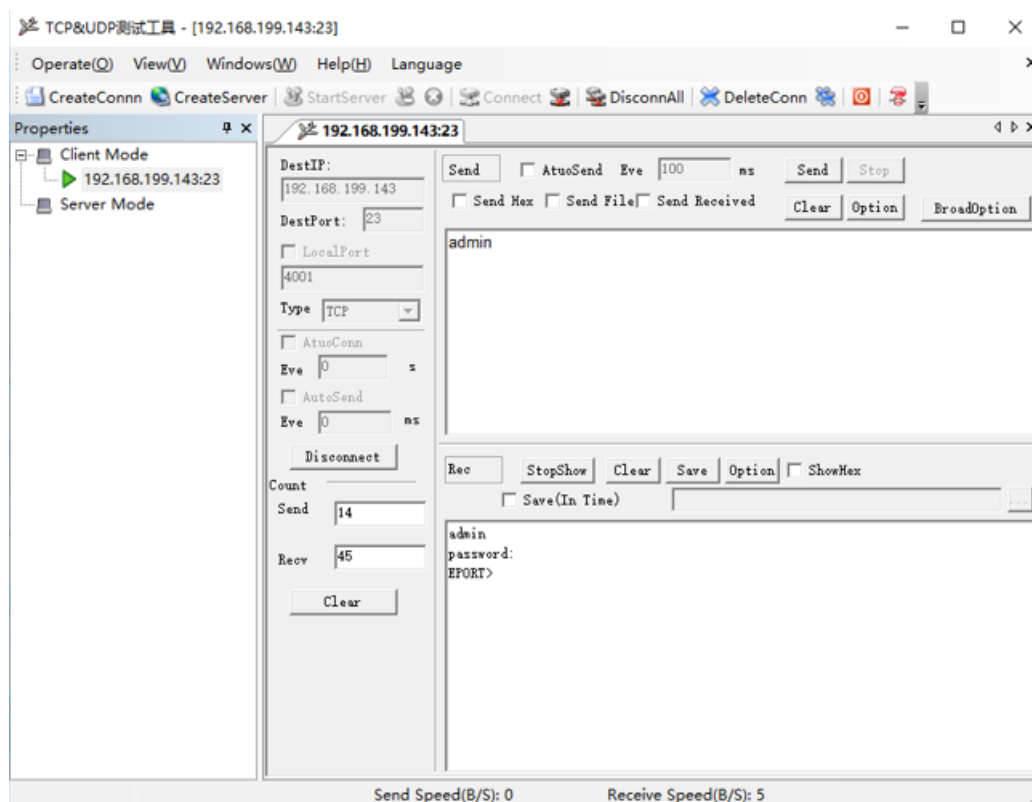 TCP&UDP测试工具 - [192.168.199.143:23]
Operate(O) View(V) Windows(W) Help(H) Language
CreateConnn CreateServer StartServer Connect DisconnAll DeleteConn
Properties
Client Mode
192.168.199.143:23
Server Mode
192.168.199.143:23
DestIP:
192.168.199.143
DestPort: 23
LocalPort
4001
Type TCP
AtuoConn
Eve 0 s
AutoSend
Eve 0 ms
Disconnect
Count
Send 14
Recv 45
Clear
Send AtuoSend Eve 100 ms Send Stop
Send Hex Send File Send Received Clear Option BroadOption
admin
Rec StopShow Clear Save Option ShowHex
Save(In Time) ...
admin
password:
EPORT>
Send Speed(B/S): 0 Receive Speed(B/S): 5